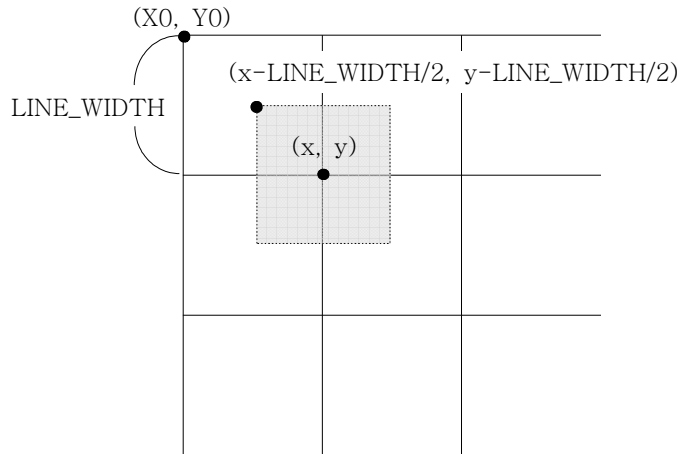 (X0, Y0)
(x-LINE_WIDTH/2, y-LINE_WIDTH/2)
LINE_WIDTH
(x, y)